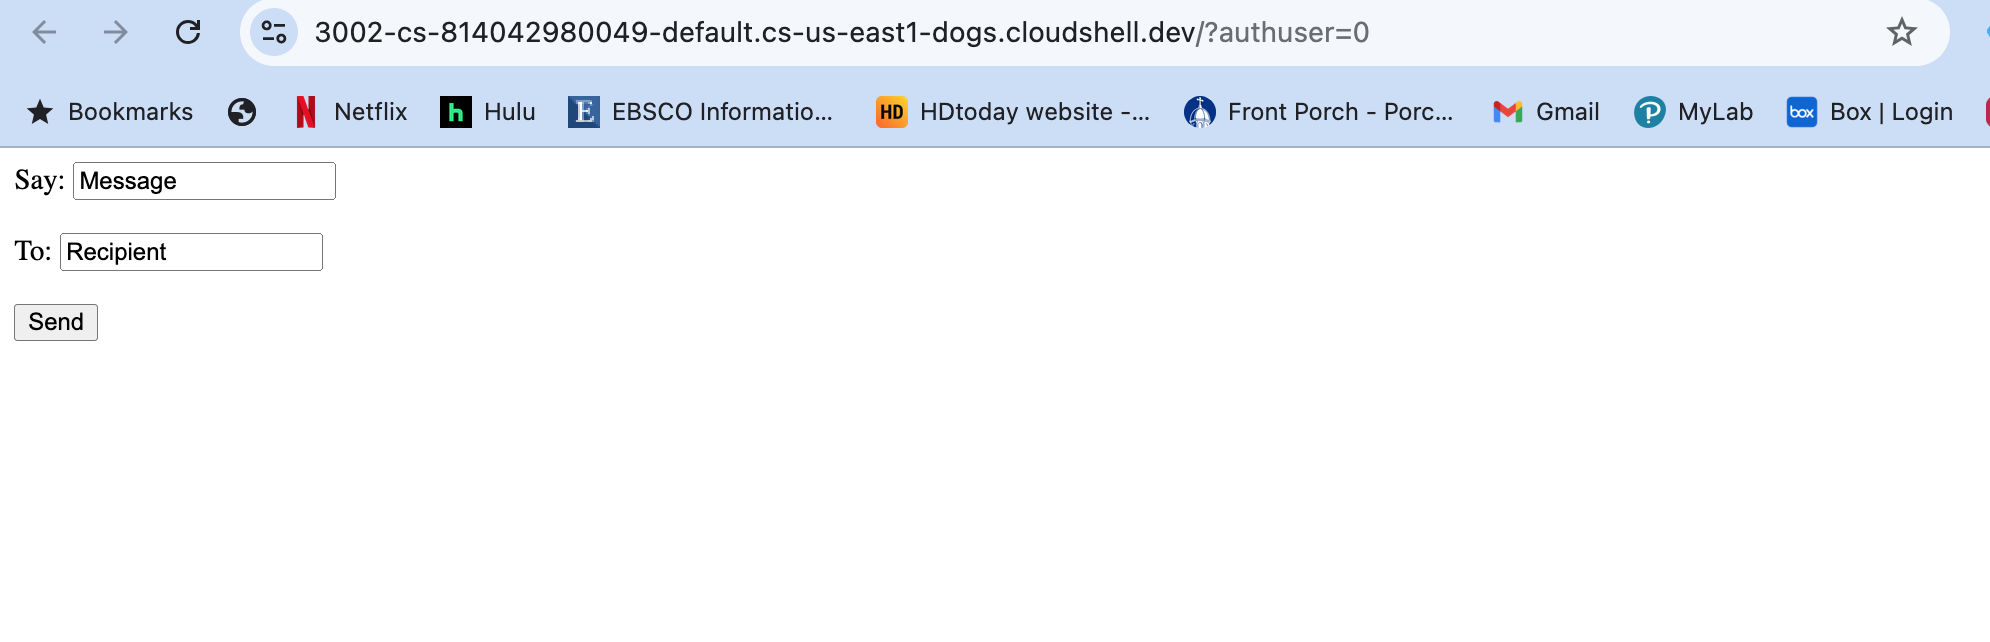 3002-cs-814042980049-default.cs-us-east1-dogs.cloudshell.dev/?authuser=0
Bookmarks Netflix h Hulu E EBSCO Informatio... HD HDtoday website -... Front Porch - Porc... Gmail MyLab box Box | Login
Say: Message
To: Recipient
Send